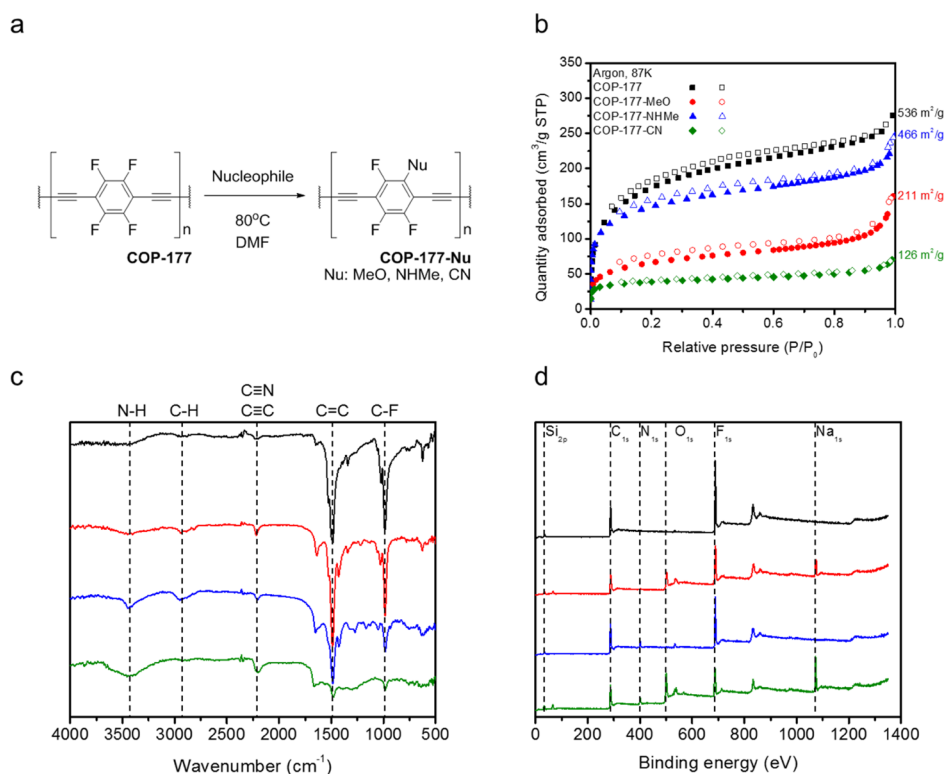 a
F
F
F
F
n
COP-177
Nucleophile
80°C
DMF
F
Nu
F
F
n
COP-177-Nu
Nu: MeO, NHMe, CN
b
Quantity adsorbed (cm³/g STP)
350
300
250
200
150
100
50
0
Argon, 87K
COP-177
COP-177-MeO
COP-177-NHMe
COP-177-CN
536 m²/g
466 m²/g
211 m²/g
126 m²/g
0.0 0.2 0.4 0.6 0.8 1.0
Relative pressure (P/P₀)
c
C≡N
N-H C-H C≡C C=C C-F
4000 3500 3000 2500 2000 1500 1000 500
Wavenumber (cm⁻¹)
d
Si₂ₚ C₁ₛ N₁ₛ O₁ₛ F₁ₛ Na₁ₛ
0 200 400 600 800 1000 1200 1400
Binding energy (eV)